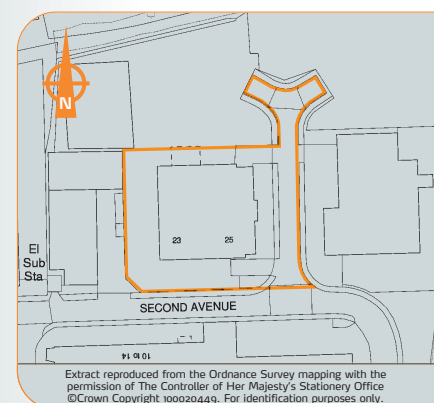 N
23
25
El
Sub
Sta
SECOND AVENUE
10 to 14
Extract reproduced from the Ordnance Survey mapping with the
permission of The Controller of Her Majesty's Stationery Office
©Crown Copyright 100020449. For identification purposes only.